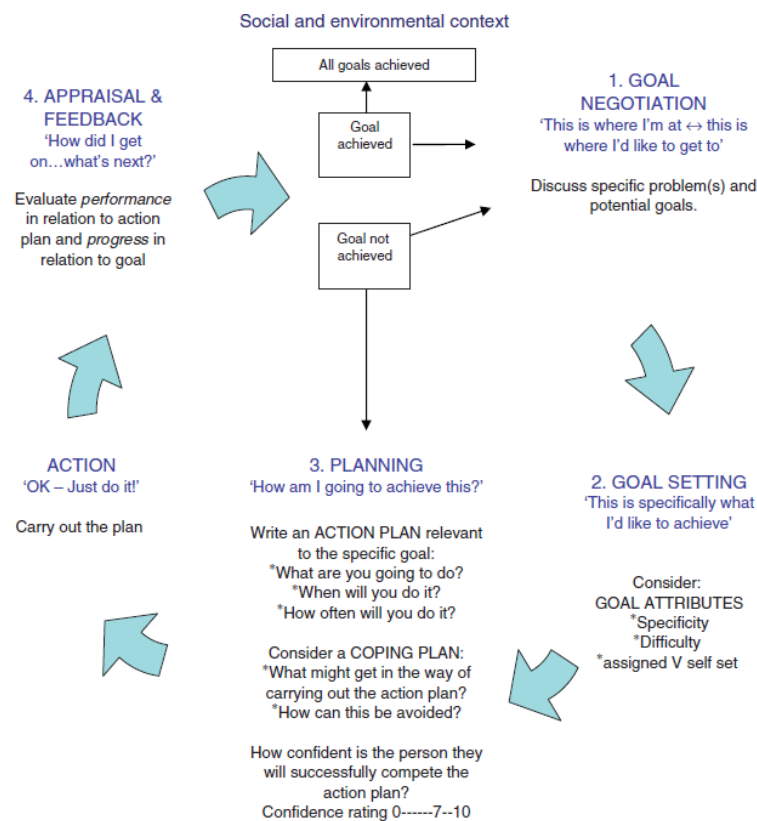 Social and environmental context
All goals achieved
Goal
achieved
Goal not
achieved
1. GOAL
NEGOTIATION
‘This is where I’m at ↔ this is
where I’d like to get to’
Discuss specific problem(s) and
potential goals.
2. GOAL SETTING
‘This is specifically what
I’d like to achieve’
Consider:
GOAL ATTRIBUTES
*Specificity
*Difficulty
*assigned V self set
3. PLANNING
‘How am I going to achieve this?’
Write an ACTION PLAN relevant
to the specific goal:
*What are you going to do?
*When will you do it?
*How often will you do it?
Consider a COPING PLAN:
*What might get in the way of
carrying out the action plan?
*How can this be avoided?
How confident is the person they
will successfully compete the
action plan?
Confidence rating 0------7--10
ACTION
‘OK – Just do it!’
Carry out the plan
4. APPRAISAL &
FEEDBACK
‘How did I get
on...what’s next?’
Evaluate performance
in relation to action
plan and progress in
relation to goal